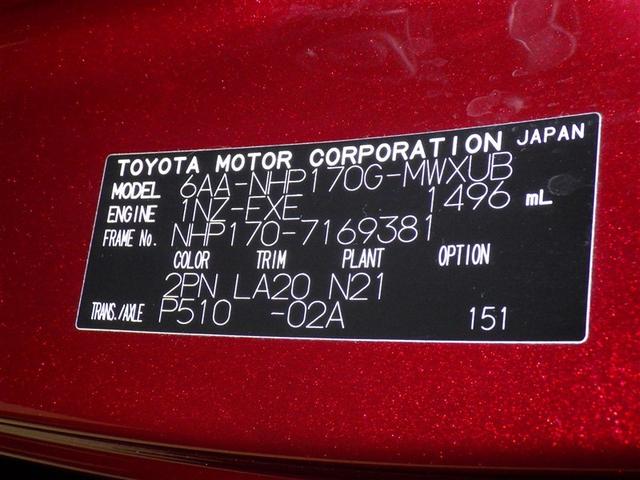 TOYOTA MOTOR CORPORATION JAPAN
MODEL 6AA-NHP170G-MWXUB
ENGINE 1NZ-EXE 1496 mL
FRAME No. NHP170-7169381
COLOR TRIM PLANT OPTION
2PN LA20 N21
TRANS./AXLE P510 -02A 151